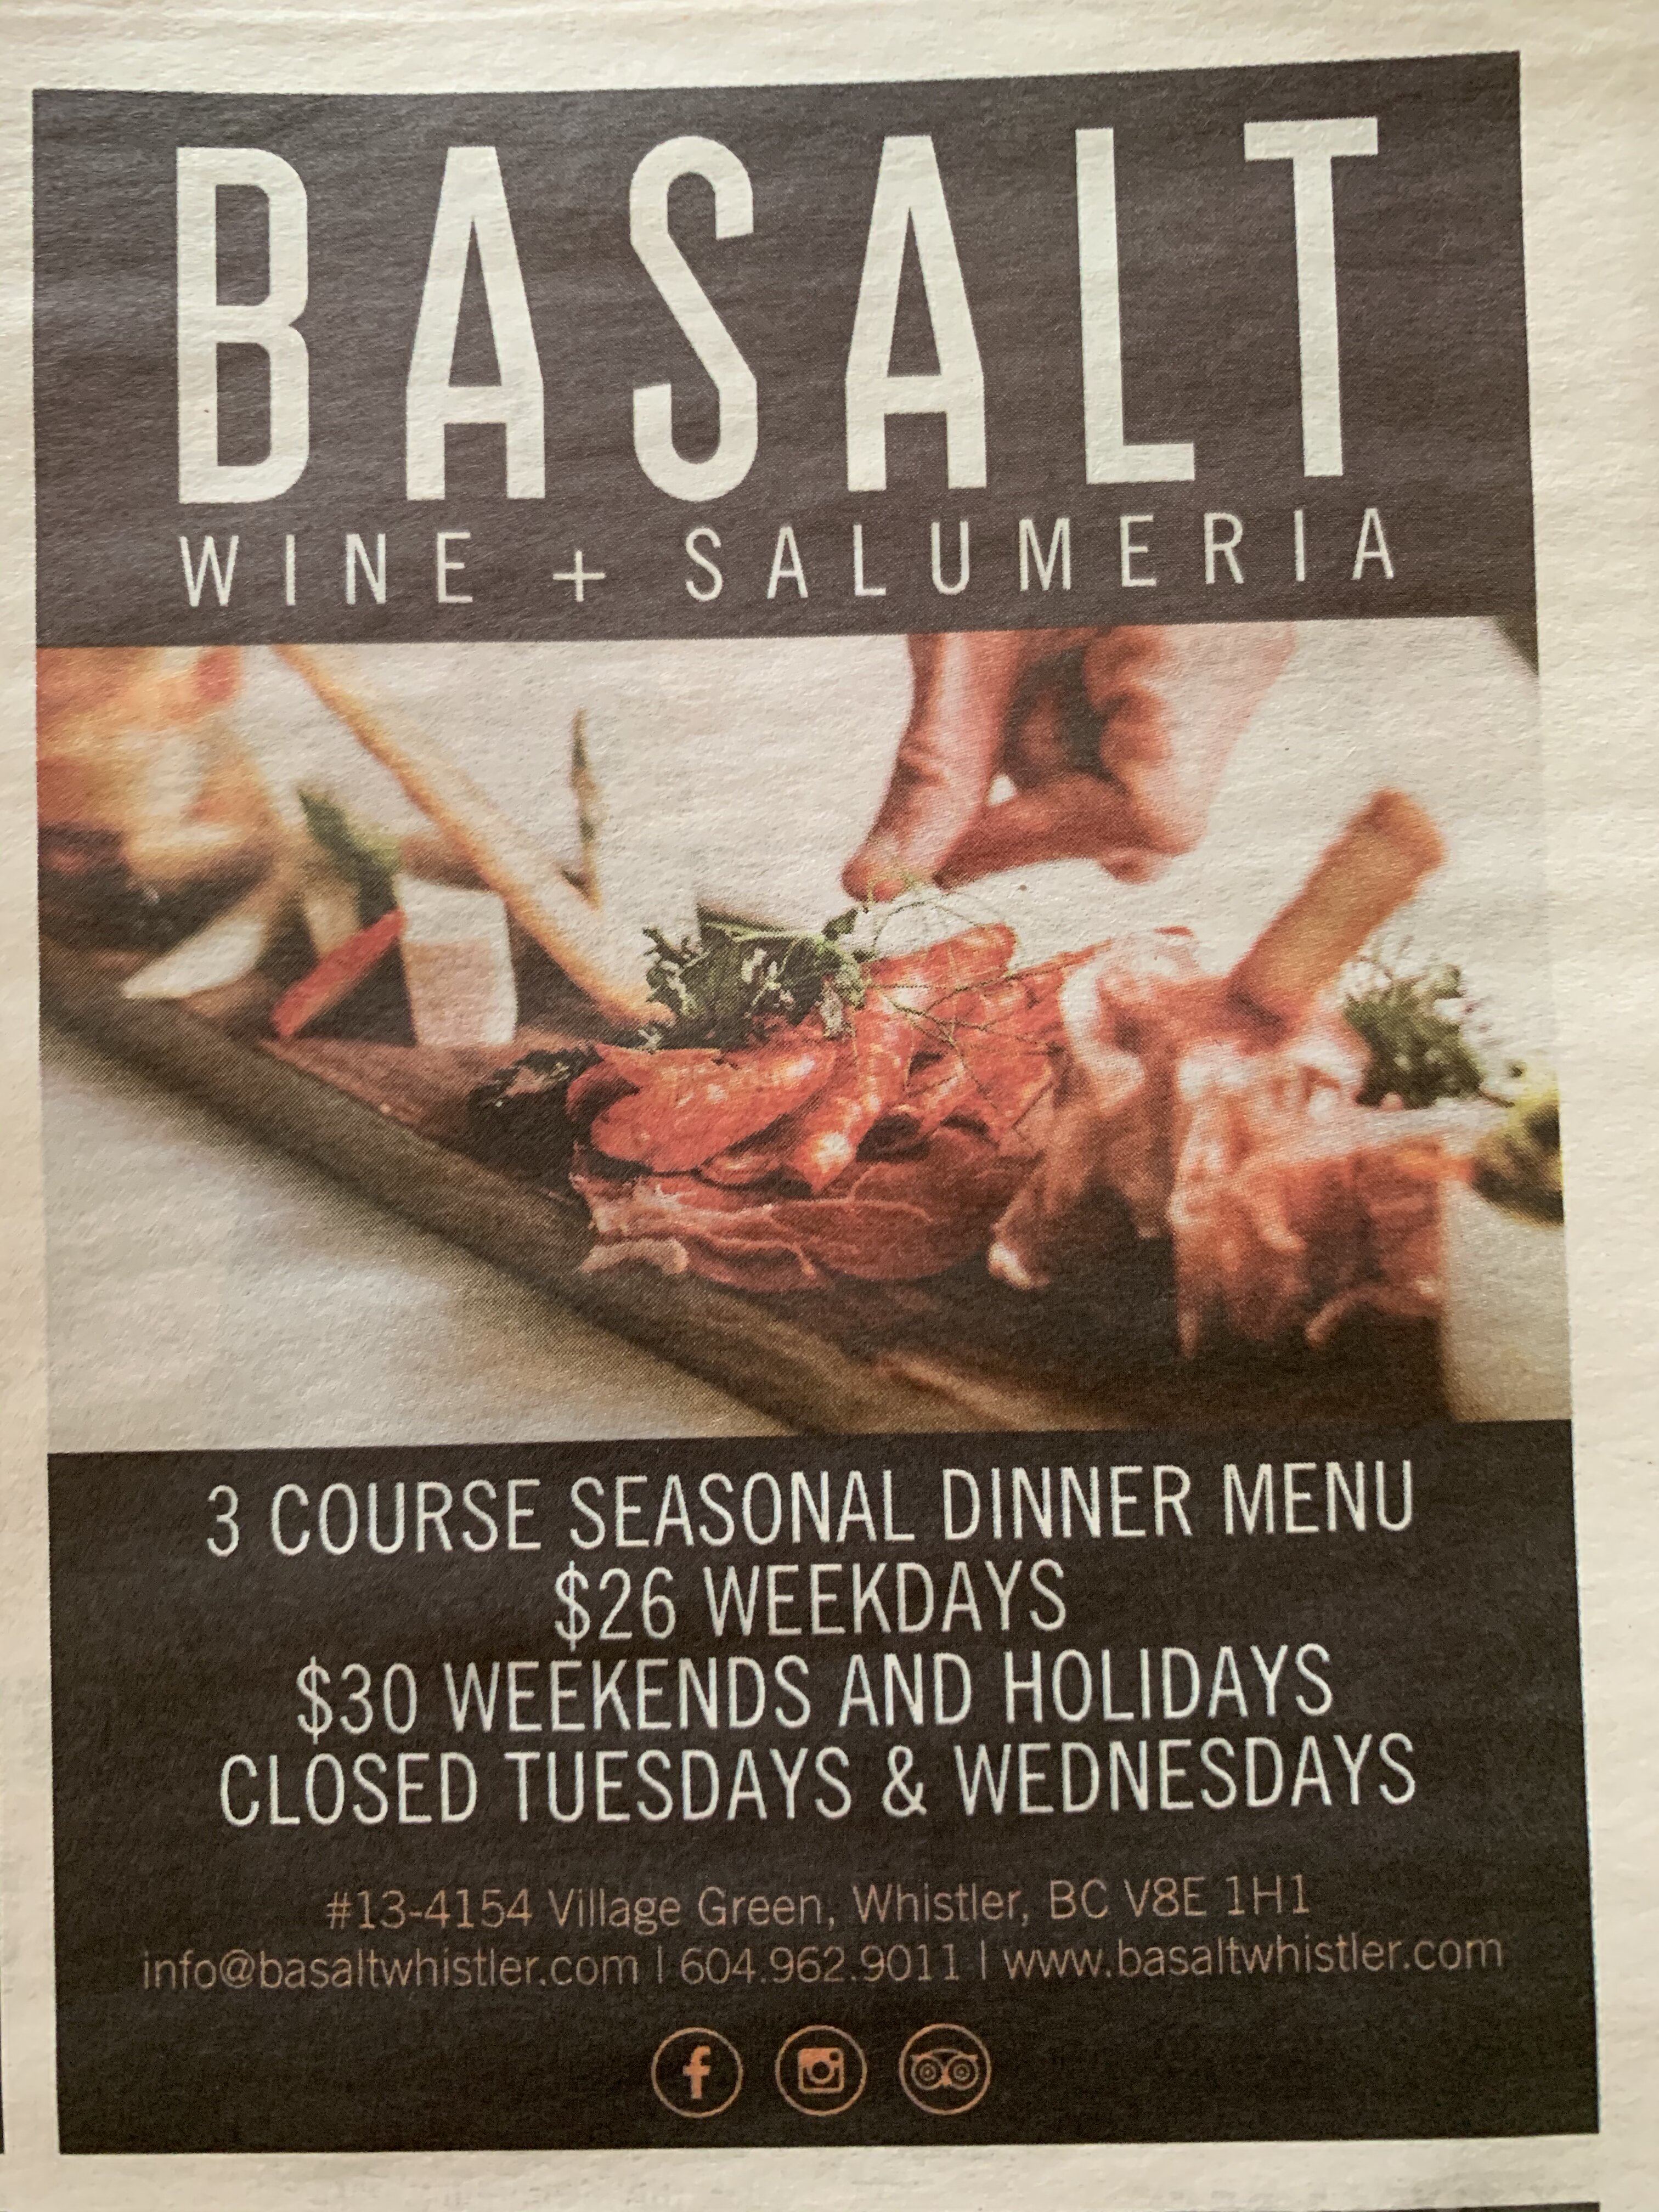 BASALT
WINE + SALUMERIA
3 COURSE SEASONAL DINNER MENU
$26 WEEKDAYS
$30 WEEKENDS AND HOLIDAYS
CLOSED TUESDAYS & WEDNESDAYS
#13-4154 Village Green, Whistler, BC V8E 1H1
info@basaltwhistler.com | 604.962.9011 | www.basaltwhistler.com